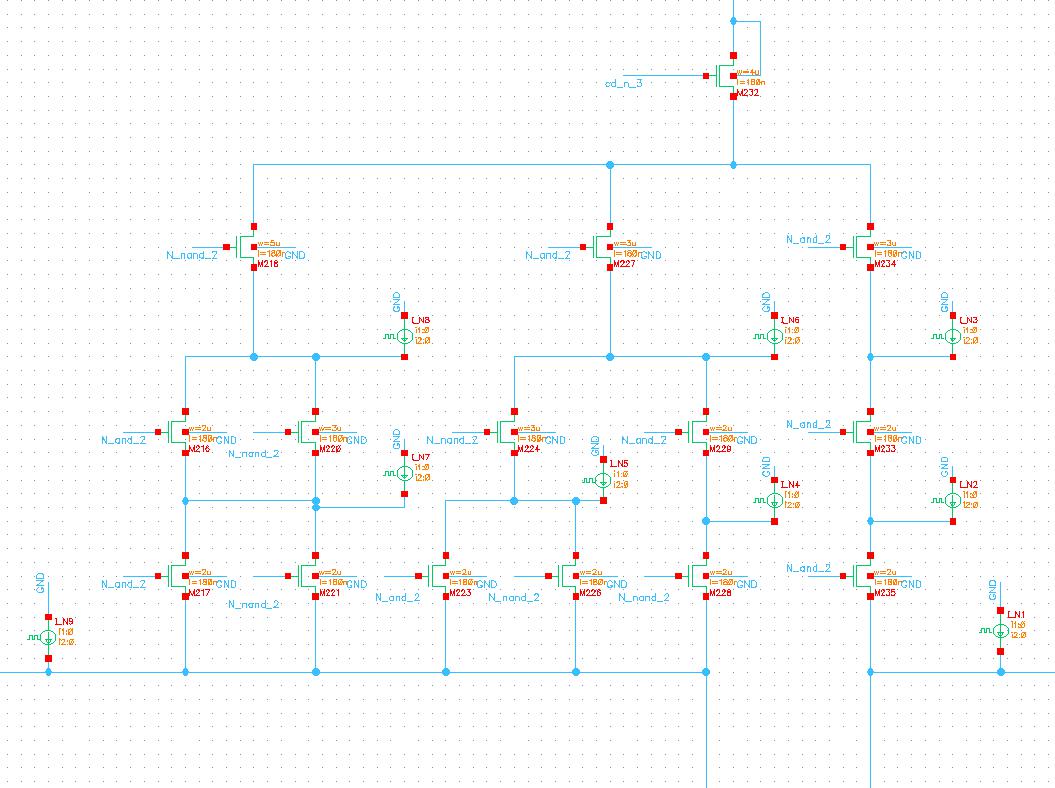 w=4u
cd_n_3
l=180n
M232
N_and_2
w=5u
w=3u
w=3u
N_nand_2
l=180n
GND
N_and_2
l=180n
GND
l=180n
GND
M218
M227
M234
GND
GND
GND
I_N8
I_N6
I_N3
i1:0
i1:0
i1:0
i2:0
i2:0
i2:0
N_and_2
w=2u
w=3u
w=3u
w=2u
w=2u
N_and_2
l=180n
GND
l=180n
GND
N_and_2
l=180n
GND
N_and_2
l=180n
GND
l=180n
GND
M216
M220
M224
M229
M233
N_nand_2
GND
GND
GND
GND
I_N7
I_N5
i1:0
i1:0
i2:0
i2:0
I_N4
I_N2
i1:0
i1:0
i2:0
i2:0
N_and_2
w=2u
w=2u
w=2u
w=2u
w=2u
w=2u
N_and_2
l=180n
GND
l=180n
GND
l=180n
GND
l=180n
GND
l=180n
GND
l=180n
GND
M217
M221
M223
M226
M228
M235
N_nand_2
N_and_2
N_nand_2
N_nand_2
GND
GND
I_N9
I_N1
i1:0
i1:0
i2:0
i2:0